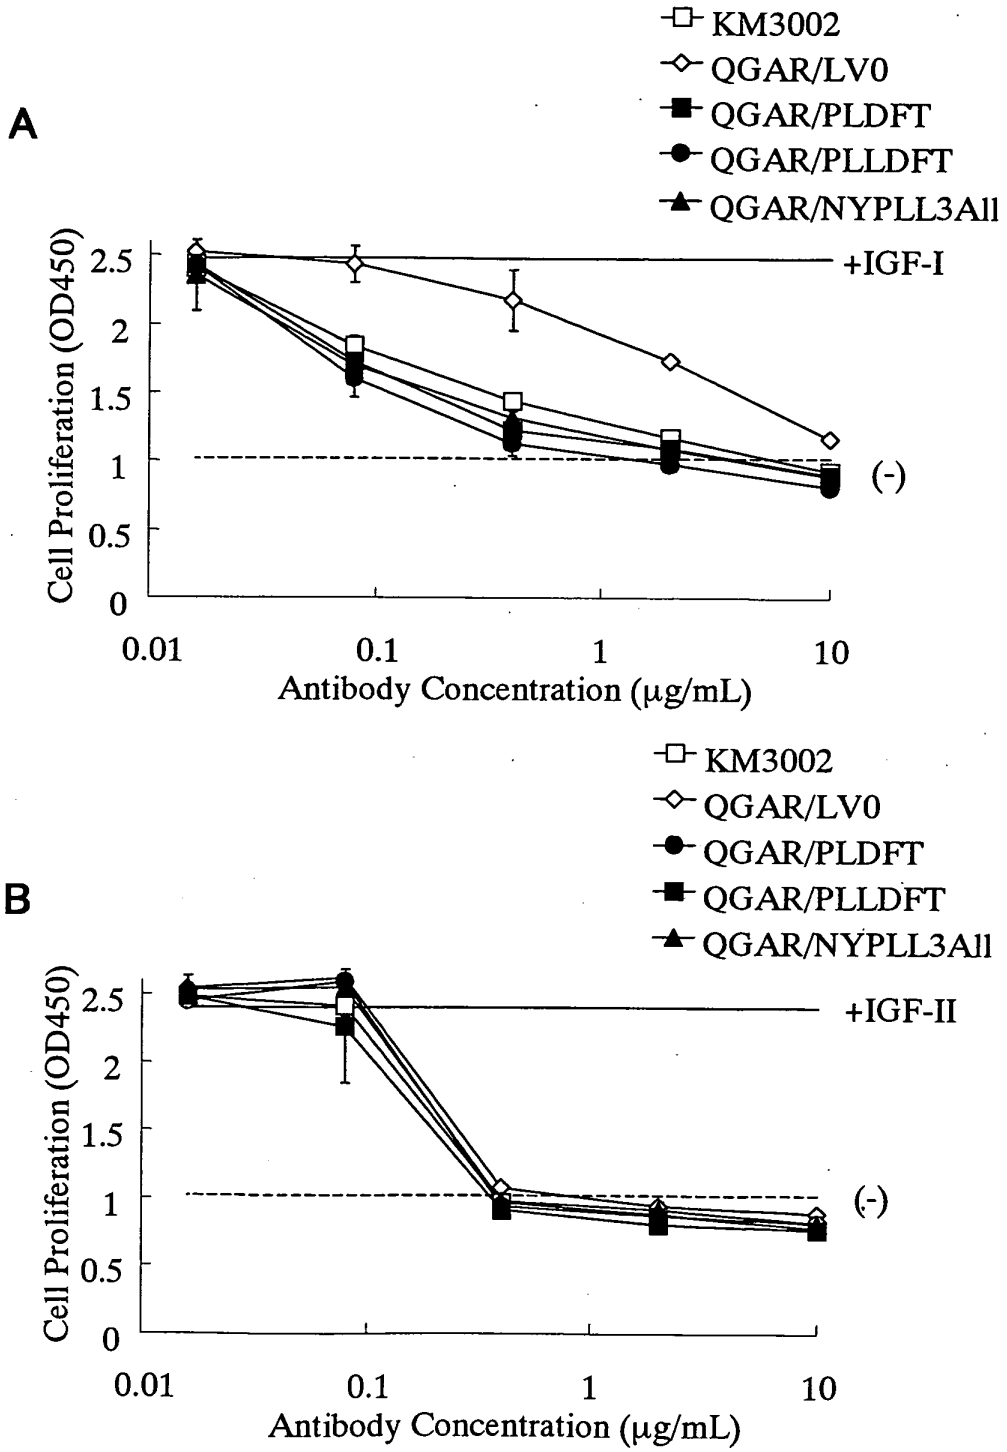 KM3002
QGAR/LV0
A
QGAR/PLDFT
QGAR/PLLDFT
QGAR/NYPLL3All
Cell Proliferation (OD450)
2.5
2
1.5
1
0.5
0
+IGF-I
(-)
0.01 0.1 1 10
Antibody Concentration (μg/mL)
KM3002
QGAR/LV0
QGAR/PLDFT
B
QGAR/PLLDFT
QGAR/NYPLL3All
Cell Proliferation (OD450)
2.5
2
1.5
1
0.5
0
+IGF-II
(-)
0.01 0.1 1 10
Antibody Concentration (μg/mL)